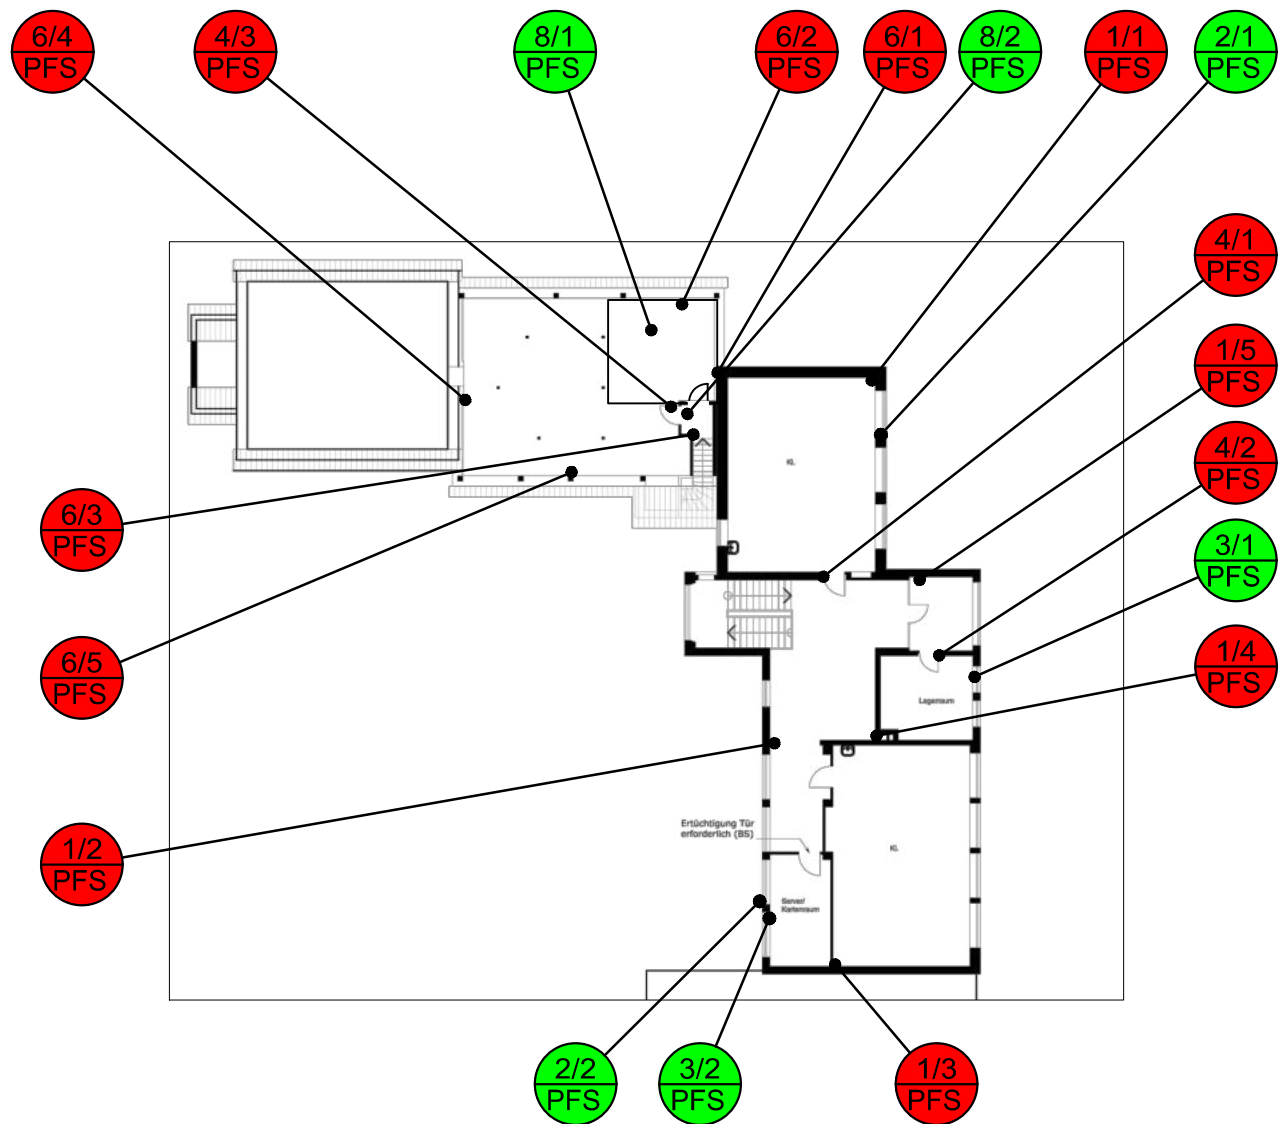 6/4
PFS
4/3
PFS
8/1
PFS
6/2
PFS
6/1
PFS
8/2
PFS
1/1
PFS
2/1
PFS
4/1
PFS
1/5
PFS
4/2
PFS
KL
6/3
PFS
3/1
PFS
6/5
PFS
1/4
PFS
Lagerraum
1/2
PFS
Ertüchtigung Tür
erforderlich (BS)
KL
Server/
Kartenraum
2/2
PFS
3/2
PFS
1/3
PFS